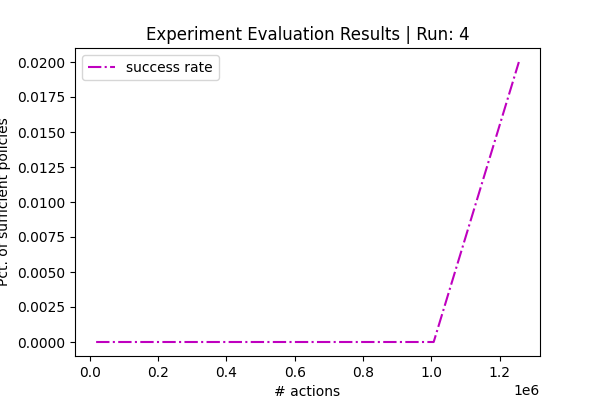 Experiment Evaluation Results | Run: 4
success rate
0.0200
0.0175
0.0150
0.0125
0.0100
0.0075
0.0050
0.0025
0.0000
Pct. of sufficient policies
0.0 0.2 0.4 0.6 0.8 1.0 1.2
1e6
# actions